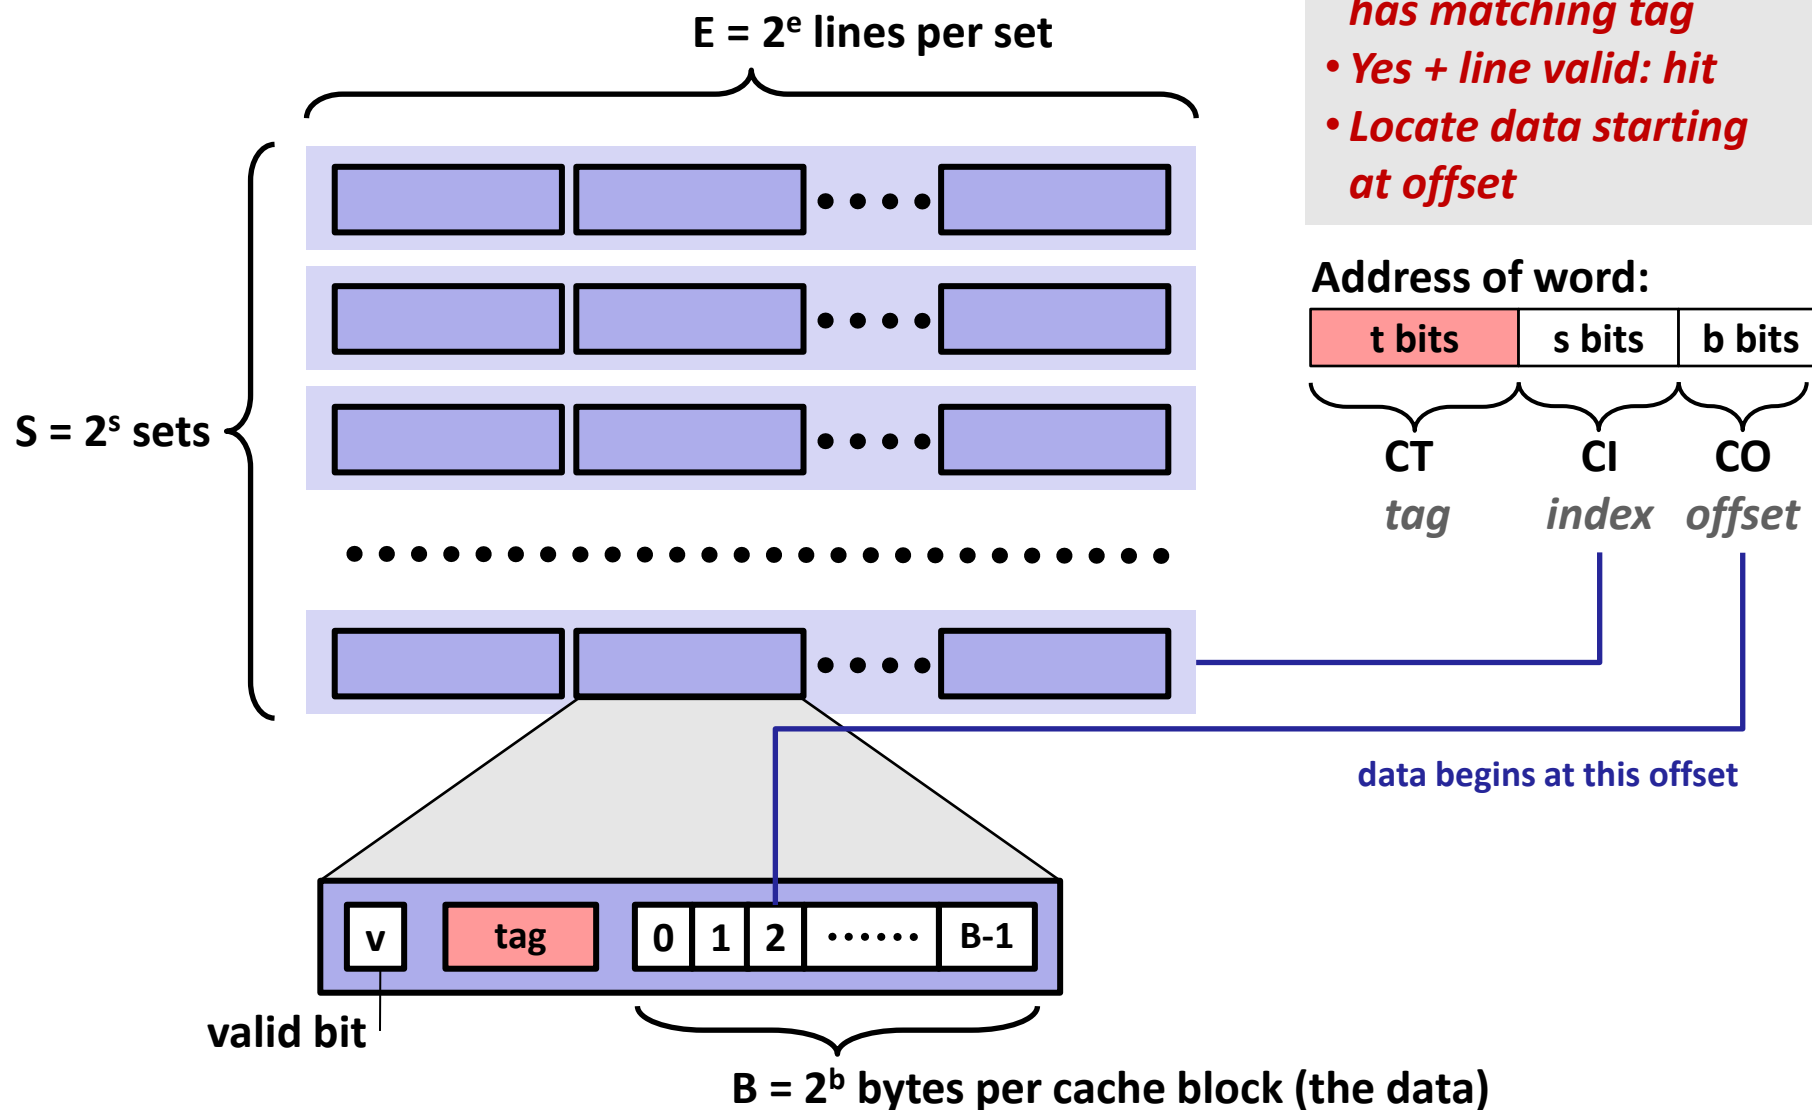 E = 2ᵉ lines per set
has matching tag
• Yes + line valid: hit
• Locate data starting
at offset
Address of word:
t bits s bits b bits
CT CI CO
tag index offset
S = 2ˢ sets
data begins at this offset
v tag 0 1 2 ······ B-1
valid bit
B = 2ᵇ bytes per cache block (the data)